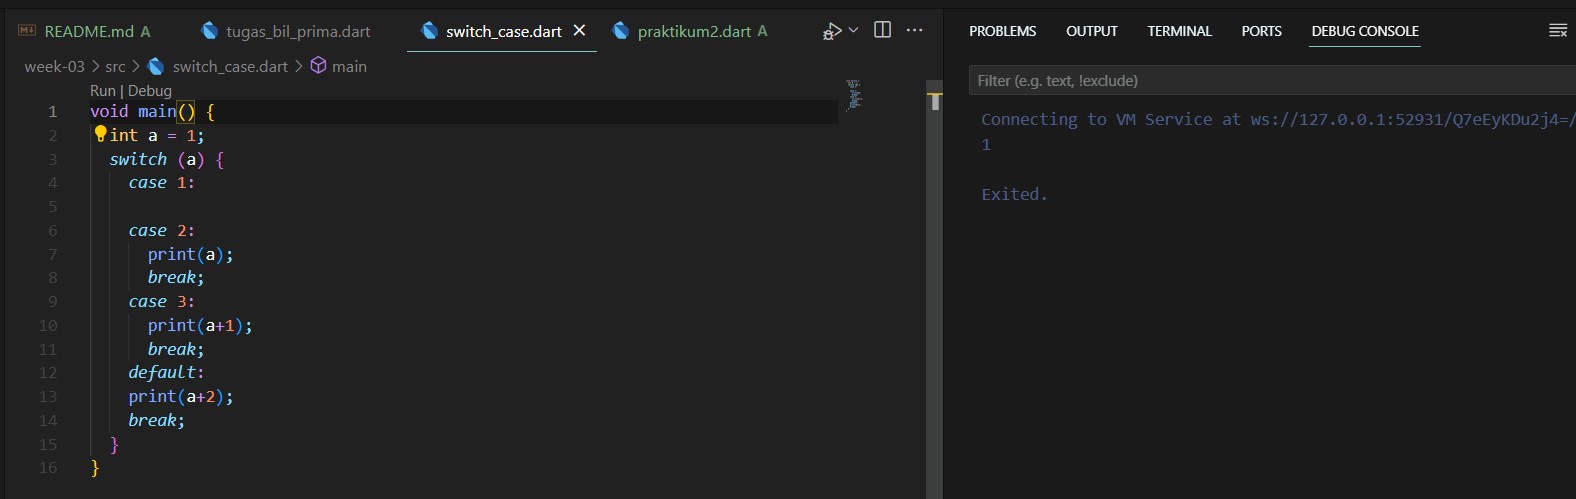 README.md A tugas_bil_prima.dart switch_case.dart praktikum2.dart A
week-03 > src > switch_case.dart > main
Run | Debug
1 void main() {
2 int a = 1;
3 switch (a) {
4 case 1:
5
6 case 2:
7 print(a);
8 break;
9 case 3:
10 print(a+1);
11 break;
12 default:
13 print(a+2);
14 break;
15 }
16 }
PROBLEMS OUTPUT TERMINAL PORTS DEBUG CONSOLE
Filter (e.g. text, !exclude)
Connecting to VM Service at ws://127.0.0.1:52931/Q7eEyKDu2j4=/
1
Exited.